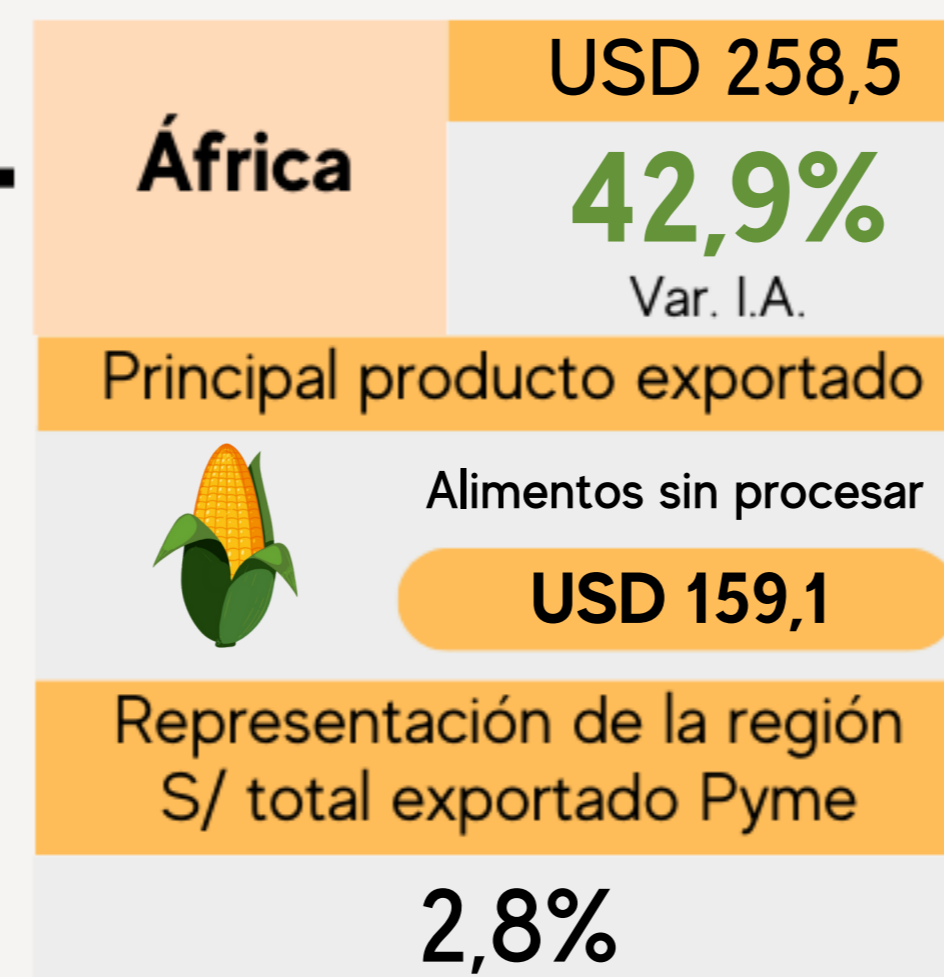 África
USD 258,5
42,9%
Var. I.A.
Principal producto exportado
Alimentos sin procesar
USD 159,1
Representación de la región
S/ total exportado Pyme
2,8%